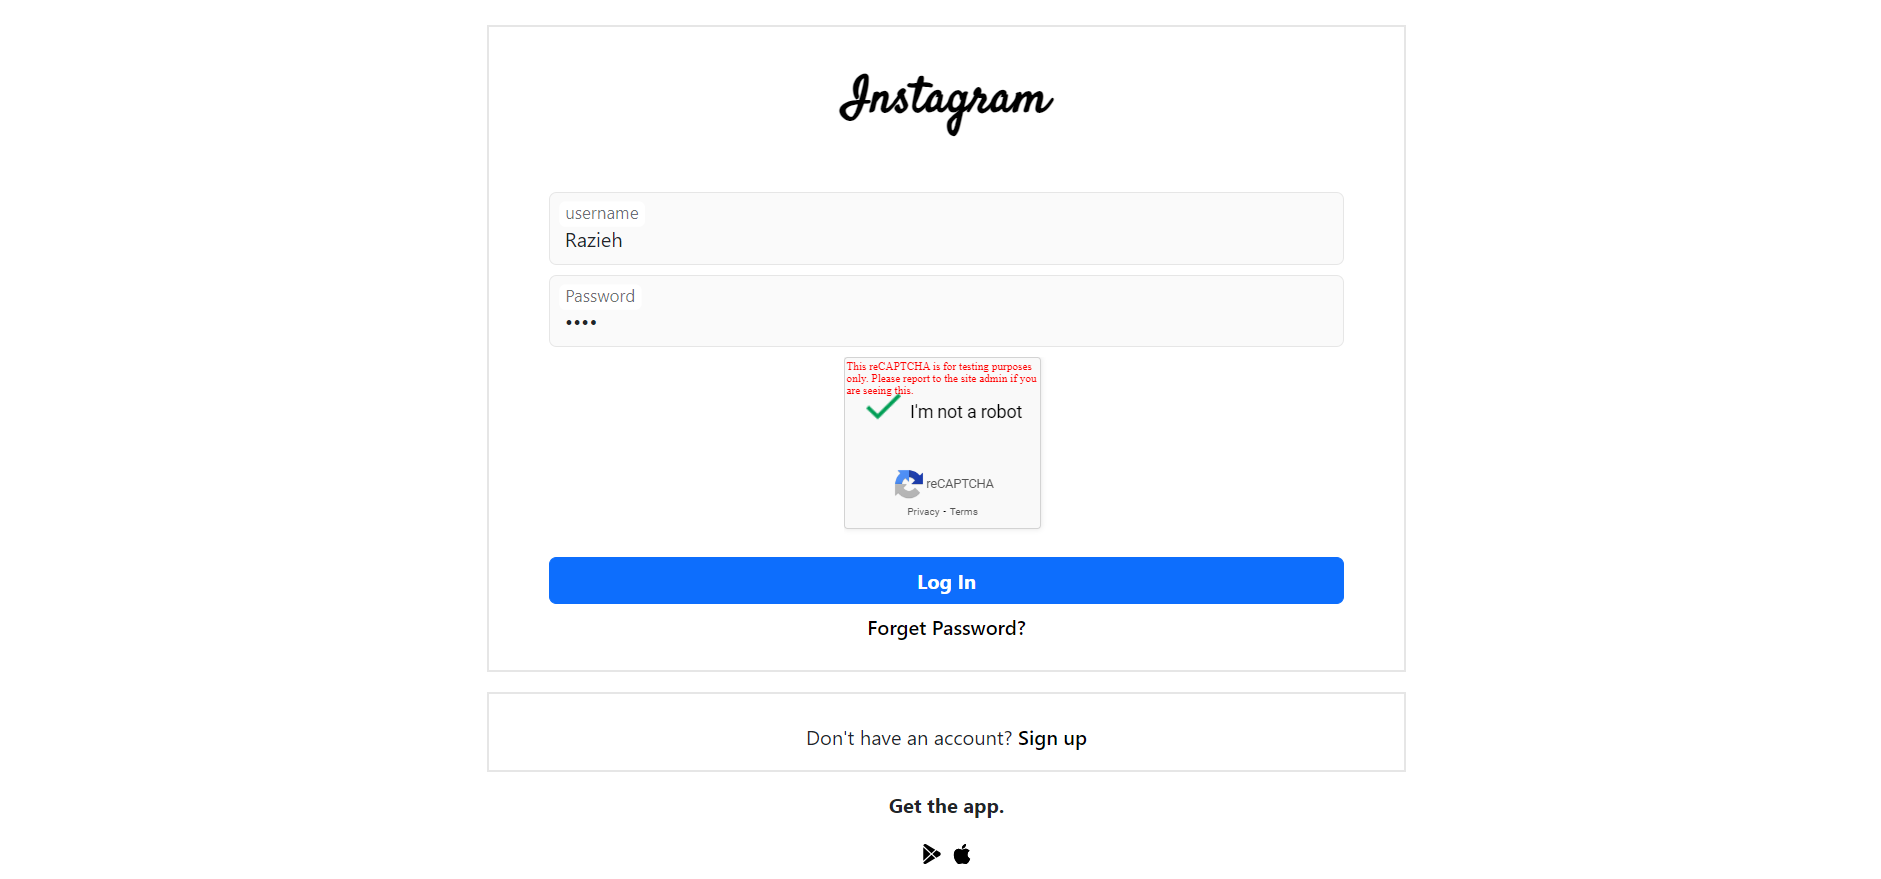 Instagram
username
Razieh
Password
••••
This reCAPTCHA is for testing purposes
only. Please report to the site admin if you
are seeing this.
I'm not a robot
reCAPTCHA
Privacy - Terms
Log In
Forget Password?
Don't have an account? Sign up
Get the app.